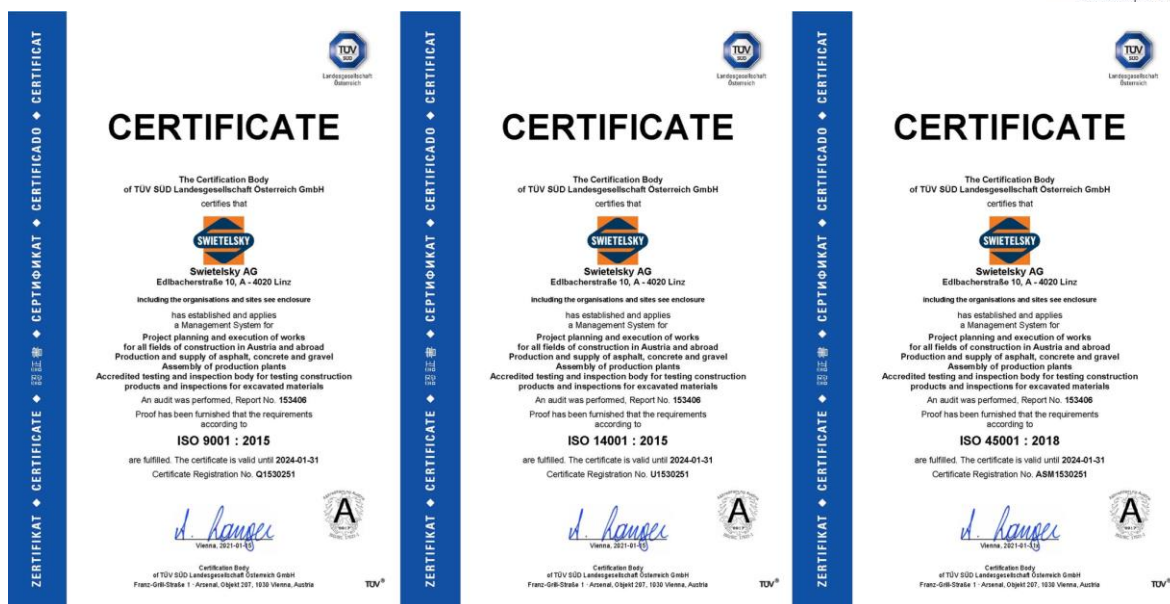 ZERTIFIKAT ◆ CERTIFICATE ◆ 認証書 ◆ СЕРТИФИКАТ ◆ CERTIFICADO ◆ CERTIFICAT
TÜV
SÜD
Landesgesellschaft
Österreich
CERTIFICATE
The Certification Body
of TÜV SÜD Landesgesellschaft Österreich GmbH
certifies that
SWIETELSKY
Swietelsky AG
Edlbacherstraße 10, A - 4020 Linz
including the organisations and sites see enclosure
has established and applies
a Management System for
Project planning and execution of works
for all fields of construction in Austria and abroad
Production and supply of asphalt, concrete and gravel
Assembly of production plants
Accredited testing and inspection body for testing construction
products and inspections for excavated materials
An audit was performed, Report No. 153406
Proof has been furnished that the requirements
according to
ISO 9001 : 2015
are fulfilled. The certificate is valid until 2024-01-31
Certificate Registration No. Q1530251
A
Vienna, 2021-01-15
Certification Body
of TÜV SÜD Landesgesellschaft Österreich GmbH
Franz-Grill-Straße 1 · Arsenal, Objekt 207, 1030 Vienna, Austria
TÜV®
ZERTIFIKAT ◆ CERTIFICATE ◆ 認証書 ◆ СЕРТИФИКАТ ◆ CERTIFICADO ◆ CERTIFICAT
TÜV
SÜD
Landesgesellschaft
Österreich
CERTIFICATE
The Certification Body
of TÜV SÜD Landesgesellschaft Österreich GmbH
certifies that
SWIETELSKY
Swietelsky AG
Edlbacherstraße 10, A - 4020 Linz
including the organisations and sites see enclosure
has established and applies
a Management System for
Project planning and execution of works
for all fields of construction in Austria and abroad
Production and supply of asphalt, concrete and gravel
Assembly of production plants
Accredited testing and inspection body for testing construction
products and inspections for excavated materials
An audit was performed, Report No. 153406
Proof has been furnished that the requirements
according to
ISO 14001 : 2015
are fulfilled. The certificate is valid until 2024-01-31
Certificate Registration No. U1530251
A
Vienna, 2021-01-15
Certification Body
of TÜV SÜD Landesgesellschaft Österreich GmbH
Franz-Grill-Straße 1 · Arsenal, Objekt 207, 1030 Vienna, Austria
TÜV®
ZERTIFIKAT ◆ CERTIFICATE ◆ 認証書 ◆ СЕРТИФИКАТ ◆ CERTIFICADO ◆ CERTIFICAT
TÜV
SÜD
Landesgesellschaft
Österreich
CERTIFICATE
The Certification Body
of TÜV SÜD Landesgesellschaft Österreich GmbH
certifies that
SWIETELSKY
Swietelsky AG
Edlbacherstraße 10, A - 4020 Linz
including the organisations and sites see enclosure
has established and applies
a Management System for
Project planning and execution of works
for all fields of construction in Austria and abroad
Production and supply of asphalt, concrete and gravel
Assembly of production plants
Accredited testing and inspection body for testing construction
products and inspections for excavated materials
An audit was performed, Report No. 153406
Proof has been furnished that the requirements
according to
ISO 45001 : 2018
are fulfilled. The certificate is valid until 2024-01-31
Certificate Registration No. ASM1530251
A
Vienna,
Certification Body
of TÜV SÜD Landesgesellschaft Österreich GmbH
Franz-Grill-Straße 1 · Arsenal, Objekt 207, 1030 Vienna, Austria
TÜV®